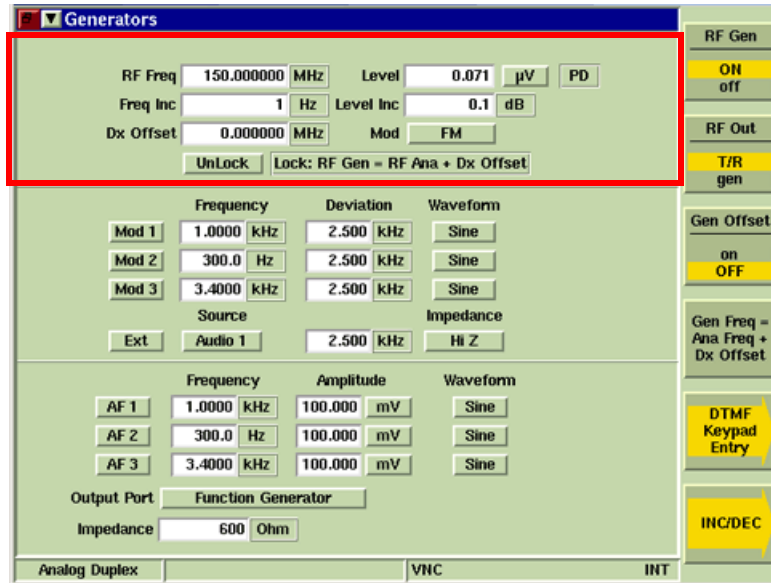 Generators
RF Freq 150.000000 MHz Level 0.071 µV PD
Freq Inc 1 Hz Level Inc 0.1 dB
Dx Offset 0.000000 MHz Mod FM
UnLock Lock: RF Gen = RF Ana + Dx Offset
Frequency Deviation Waveform
Mod 1 1.0000 kHz 2.500 kHz Sine
Mod 2 300.0 Hz 2.500 kHz Sine
Mod 3 3.4000 kHz 2.500 kHz Sine
Source Impedance
Ext Audio 1 2.500 kHz Hi Z
Frequency Amplitude Waveform
AF 1 1.0000 kHz 100.000 mV Sine
AF 2 300.0 Hz 100.000 mV Sine
AF 3 3.4000 kHz 100.000 mV Sine
Output Port Function Generator
Impedance 600 Ohm
Analog Duplex VNC INT
RF Gen
ON
off
RF Out
T/R
gen
Gen Offset
on
OFF
Gen Freq =
Ana Freq +
Dx Offset
DTMF
Keypad
Entry
INC/DEC